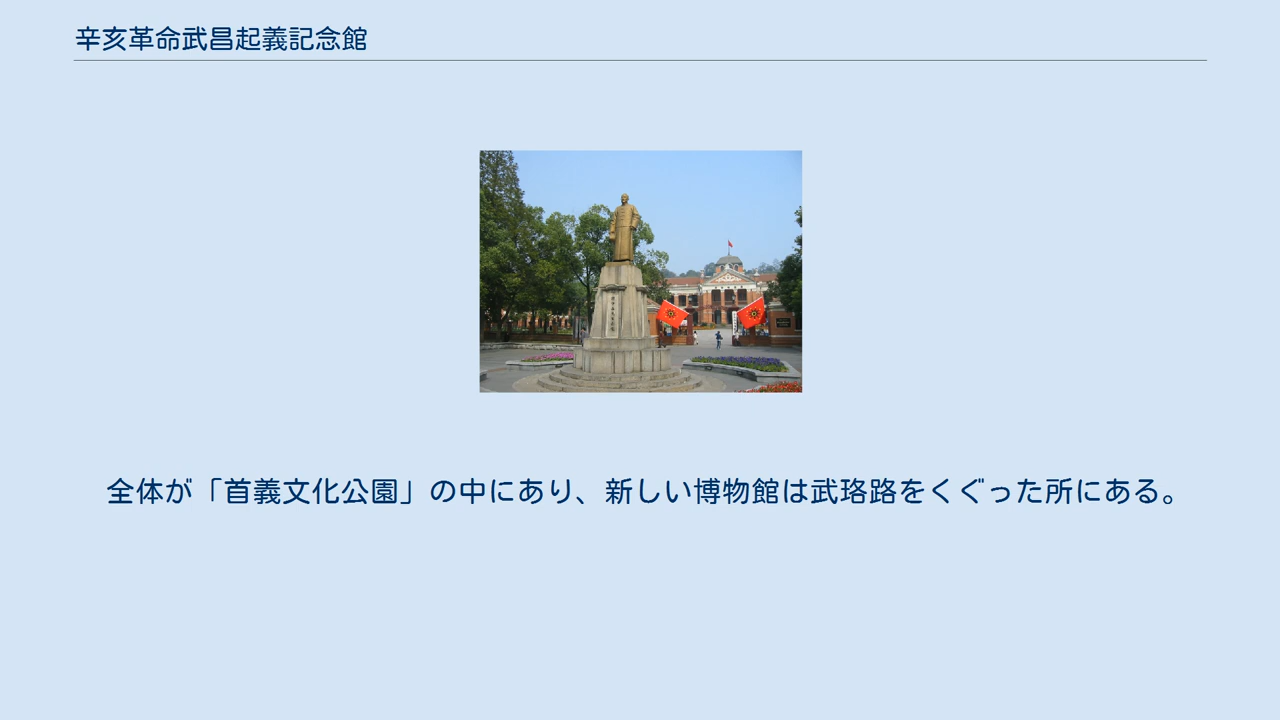 辛亥革命武昌起義記念館
全体が「首義文化公園」の中にあり、新しい博物館は武珞路をくぐった所にある。